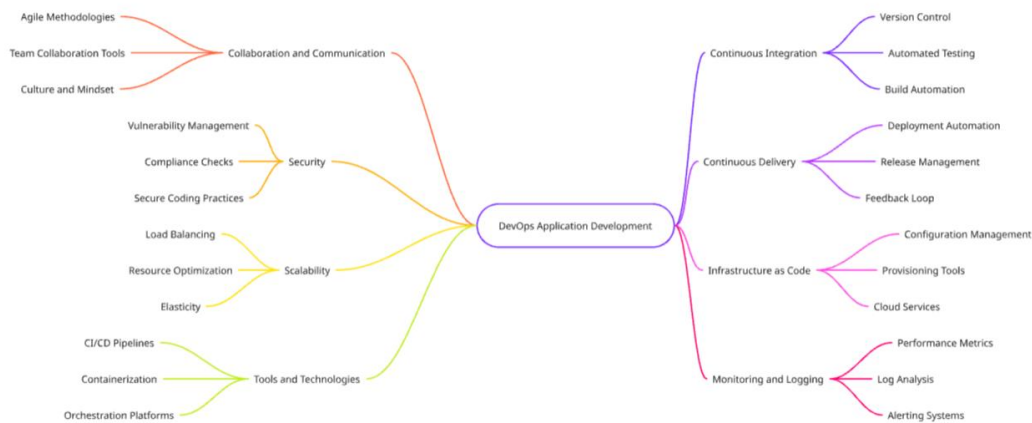 DevOps Application Development
Collaboration and Communication
Agile Methodologies
Team Collaboration Tools
Culture and Mindset
Security
Vulnerability Management
Compliance Checks
Secure Coding Practices
Scalability
Load Balancing
Resource Optimization
Elasticity
Tools and Technologies
CI/CD Pipelines
Containerization
Orchestration Platforms
Continuous Integration
Version Control
Automated Testing
Build Automation
Continuous Delivery
Deployment Automation
Release Management
Feedback Loop
Infrastructure as Code
Configuration Management
Provisioning Tools
Cloud Services
Monitoring and Logging
Performance Metrics
Log Analysis
Alerting Systems